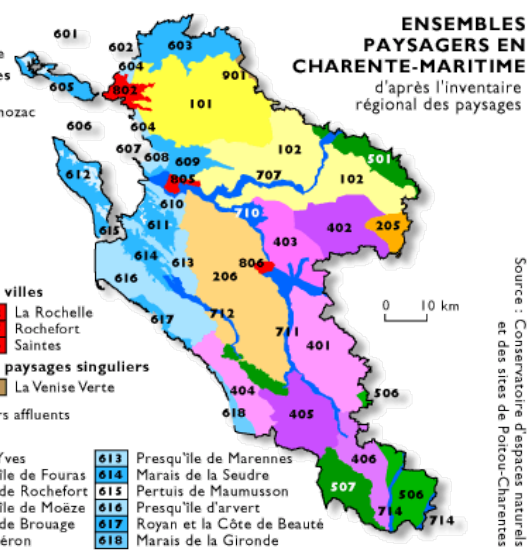 ENSEMBLES
PAYSAGERS EN
CHARENTE-MARITIME
d'après l'inventaire
régional des paysages
601
602
603
604
901
605
802
101
nozac
606
604
607
608
609
102
501
612
805
707
102
610
710
402
205
615
611
403
614
613
806
616
206
0 10 km
617
712
711
401
404
506
618
405
406
507
506
714
714
villes
La Rochelle
Rochefort
Saintes
paysages singuliers
La Venise Verte
rs affluents
Yves
île de Fouras
de Rochefort
île de Moëze
de Brouage
éron
613 Presqu'île de Marennes
614 Marais de la Seudre
615 Pertuis de Maumusson
616 Presqu'île d'arvert
617 Royan et la Côte de Beauté
618 Marais de la Gironde
Source : Conservatoire d'espaces naturels
et des sites de Poitou-Charentes